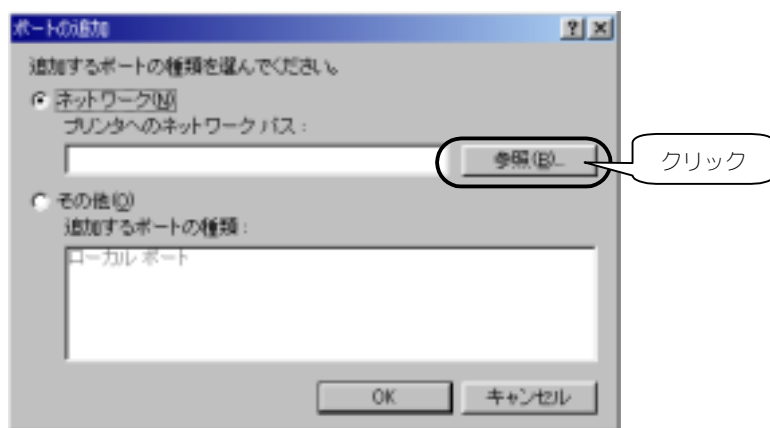 ポートの追加
追加するポートの種類を選んでください。
ネットワーク(N)
プリンタへのネットワーク パス :
参照(B)...
クリック
その他(O)
追加するポートの種類 :
ローカル ポート
OK
キャンセル